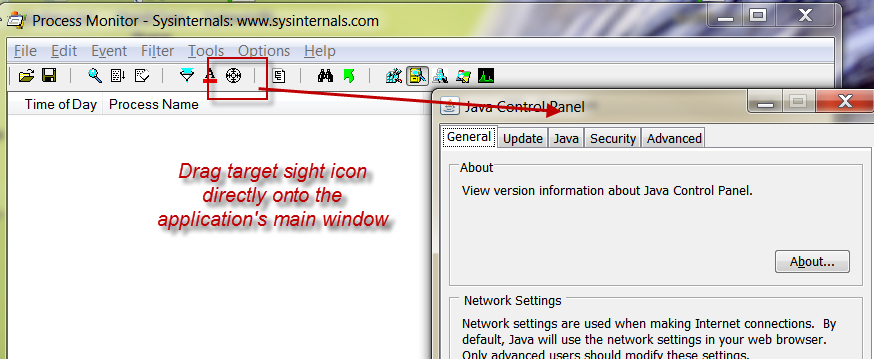 Process Monitor - Sysinternals: www.sysinternals.com
File Edit Event Filter Tools Options Help
A
Time of Day Process Name
Drag target sight icon
directly onto the
application's main window
Java Control Panel
General Update Java Security Advanced
About
View version information about Java Control Panel.
About...
Network Settings
Network settings are used when making Internet connections. By
default, Java will use the network settings in your web browser.
Only advanced users should modify these settings.